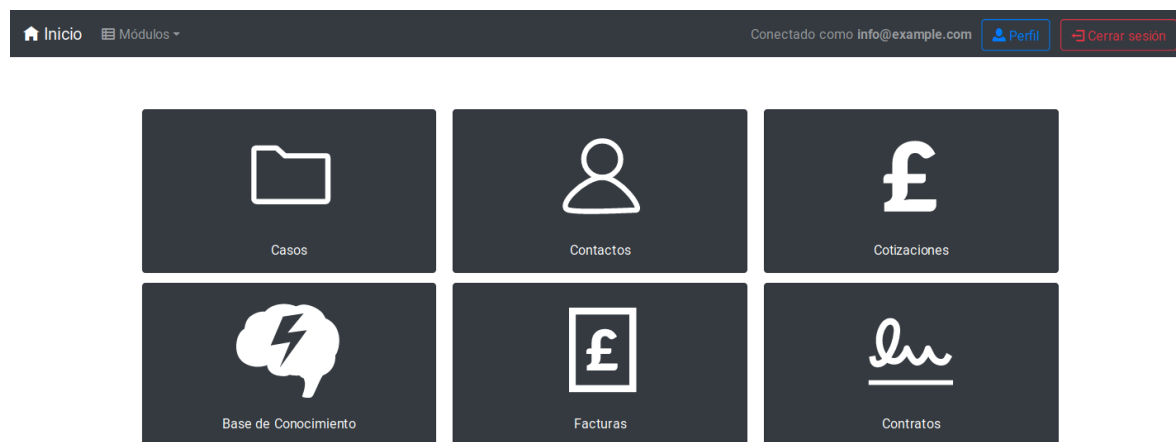 Inicio Módulos Conectado como info@example.com Perfil Cerrar sesión
£
Casos Contactos Cotizaciones
£
Base de Conocimiento Facturas Contratos